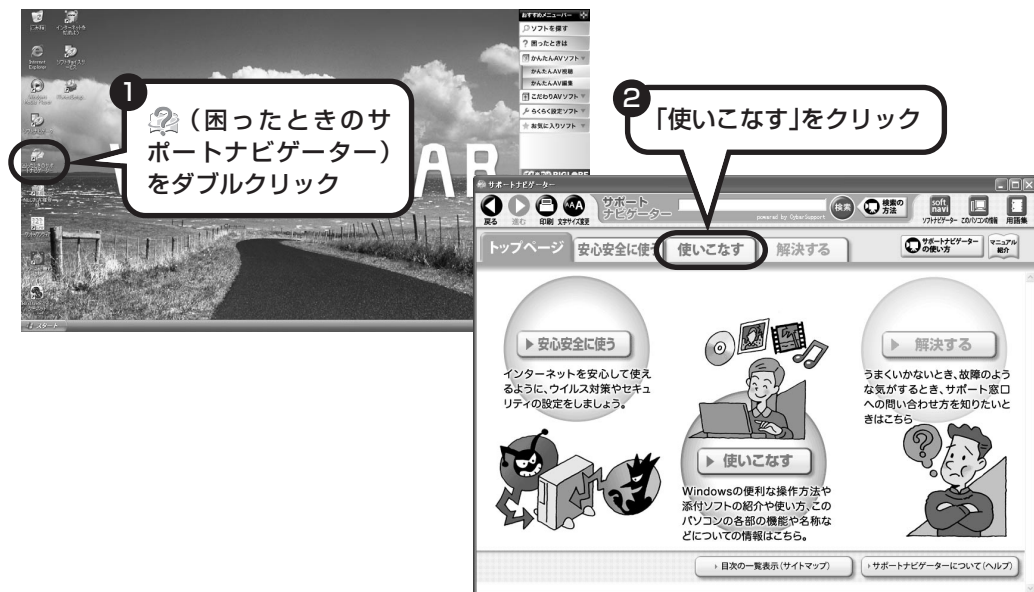 ごみ箱
Internet
Explorer
おすすめメニューバー
ソフトを探す
? 困ったときは
かんたんAVソフト
かんたんAV視聴
かんたんAV編集
こだわりAVソフト
らくらく設定ソフト
お気に入りソフト
BIGLOBE
スタート
1
(困ったときのサ
ポートナビゲーター)
をダブルクリック
2
「使いこなす」をクリック
サポートナビゲーター
戻る 進む 印刷 文字サイズ変更
サポート
ナビゲーター
powered by CyberSupport
検索
検索の
方法
soft
navi
ソフトナビゲーター このパソコンの情報 用語集
トップページ 安心安全に使う 使いこなす 解決する
サポートナビゲーター
の使い方
マニュアル
紹介
安心安全に使う
インターネットを安心して使え
るように、ウイルス対策やセキュ
リティの設定をしましょう。
使いこなす
Windowsの便利な操作方法や
添付ソフトの紹介や使い方、この
パソコンの各部の機能や名称な
どについての情報はこちら。
解決する
うまくいかないとき、故障のよう
な気がするとき、サポート窓口
への問い合わせ方を知りたいと
きはこちら
目次の一覧表示(サイトマップ)
サポートナビゲーターについて(ヘルプ)